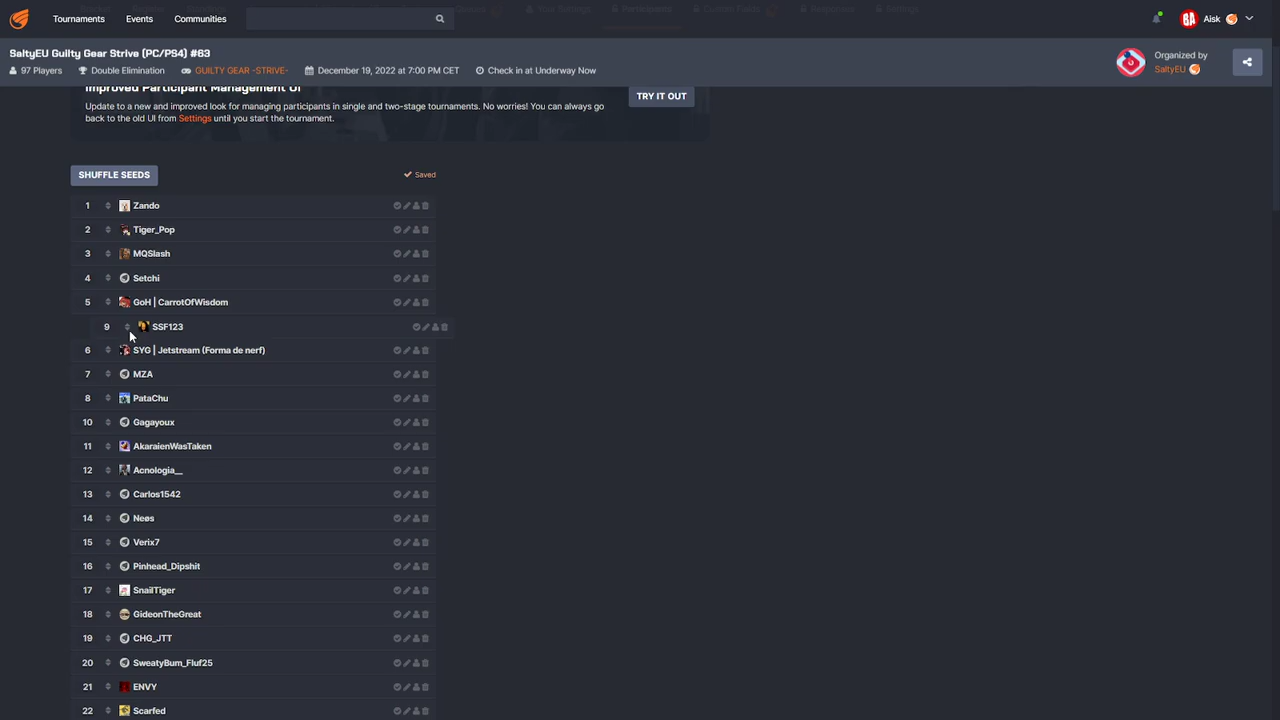 Tournaments Events Communities
BA Aisk
SaltyEU Guilty Gear Strive (PC/PS4) #63
97 Players Double Elimination GUILTY GEAR -STRIVE- December 19, 2022 at 7:00 PM CET Check in at Underway Now
Organized by
SaltyEU
Improved Participant Management UI
Update to a new and improved look for managing participants in single and two-stage tournaments. No worries! You can always go
back to the old UI from Settings until you start the tournament.
TRY IT OUT
SHUFFLE SEEDS Saved
1 Zando
2 Tiger_Pop
3 MQSlash
4 Setchi
5 GoH | CarrotOfWisdom
9 SSF123
6 SYG | Jetstream (Forma de nerf)
7 MZA
8 PataChu
10 Gagayoux
11 AkaraienWasTaken
12 Acnologia__
13 Carlos1542
14 Neøs
15 Verix7
16 Pinhead_Dipshit
17 SnailTiger
18 GideonTheGreat
19 CHG_JTT
20 SweatyBum_Fluf25
21 ENVY
22 Scarfed